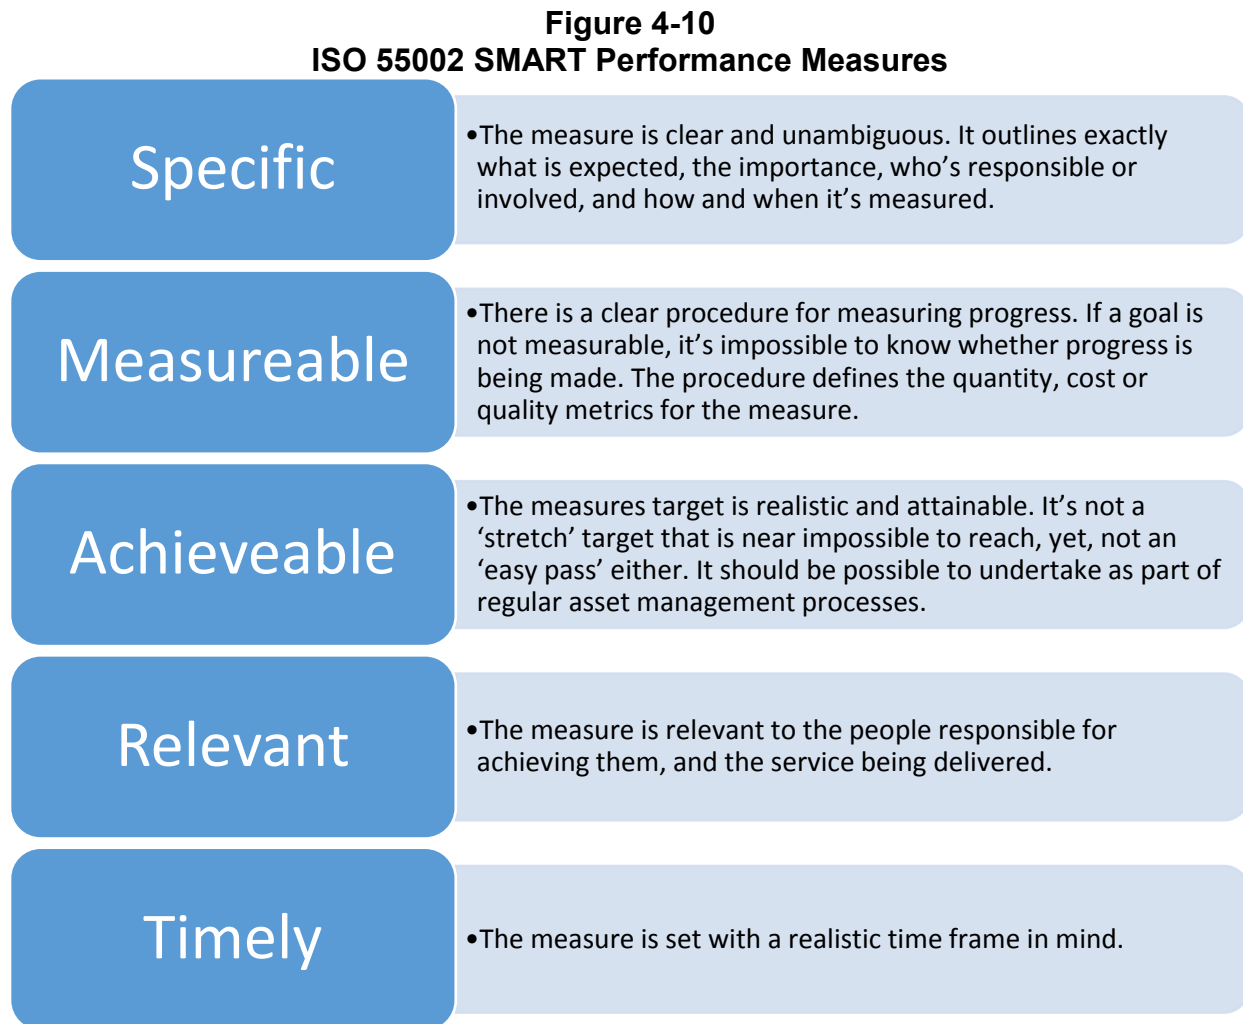 Figure 4-10
ISO 55002 SMART Performance Measures
Specific
•The measure is clear and unambiguous. It outlines exactly
what is expected, the importance, who’s responsible or
involved, and how and when it’s measured.
Measureable
•There is a clear procedure for measuring progress. If a goal is
not measurable, it’s impossible to know whether progress is
being made. The procedure defines the quantity, cost or
quality metrics for the measure.
Achieveable
•The measures target is realistic and attainable. It’s not a
‘stretch’ target that is near impossible to reach, yet, not an
‘easy pass’ either. It should be possible to undertake as part of
regular asset management processes.
Relevant
•The measure is relevant to the people responsible for
achieving them, and the service being delivered.
Timely
•The measure is set with a realistic time frame in mind.